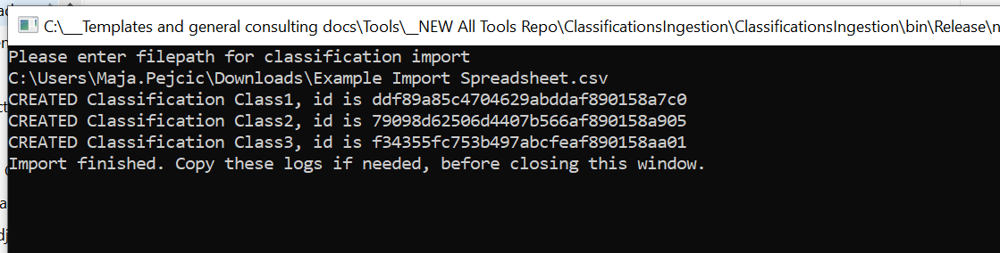 C:\___Templates and general consulting docs\Tools\__NEW All Tools Repo\ClassificationsIngestion\ClassificationsIngestion\bin\Release\n
Please enter filepath for classification import
C:\Users\Maja.Pejcic\Downloads\Example Import Spreadsheet.csv
CREATED Classification Class1, id is ddf89a85c4704629abddaf890158a7c0
CREATED Classification Class2, id is 79098d62506d4407b566af890158a905
CREATED Classification Class3, id is f34355fc753b497abcfeaf890158aa01
Import finished. Copy these logs if needed, before closing this window.